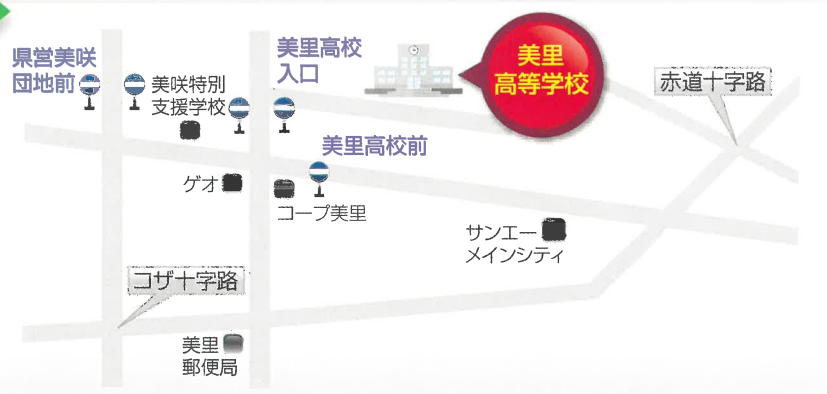 県営美咲
団地前
美咲特別
支援学校
美里高校
入口
美里
高等学校
赤道十字路
美里高校前
ゲオ
コープ美里
サンエー
メインシティ
コザ十字路
美里
郵便局